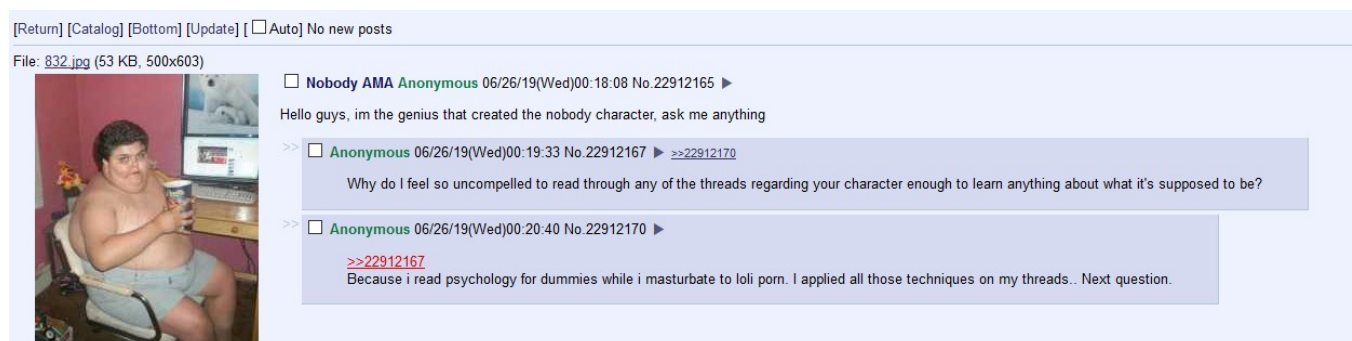 [Return] [Catalog] [Bottom] [Update] [ Auto] No new posts
File: 832.jpg (53 KB, 500x603)
Nobody AMA Anonymous 06/26/19(Wed)00:18:08 No.22912165 ▶
Hello guys, im the genius that created the nobody character, ask me anything
>> Anonymous 06/26/19(Wed)00:19:33 No.22912167 ▶ >>22912170
Why do I feel so uncompelled to read through any of the threads regarding your character enough to learn anything about what it's supposed to be?
>> Anonymous 06/26/19(Wed)00:20:40 No.22912170 ▶
>>22912167
Because i read psychology for dummies while i masturbate to loli porn. I applied all those techniques on my threads.. Next question.